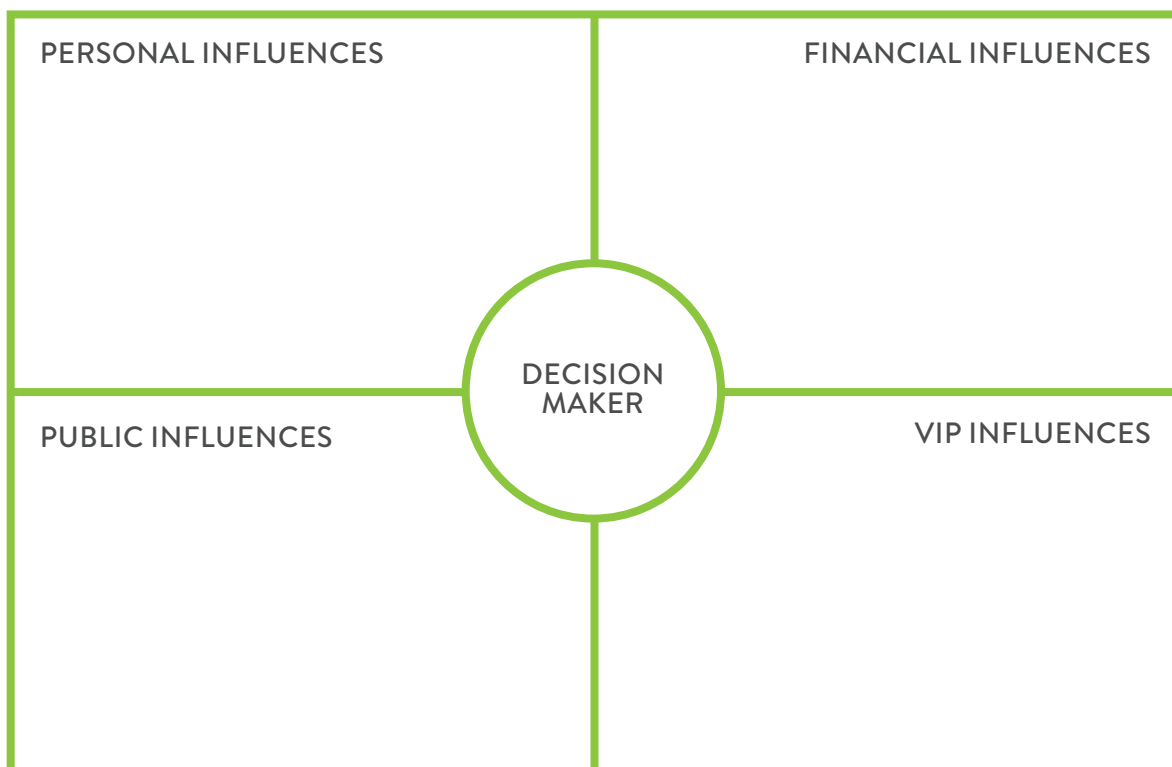 PERSONAL INFLUENCES
FINANCIAL INFLUENCES
DECISION
MAKER
PUBLIC INFLUENCES
VIP INFLUENCES